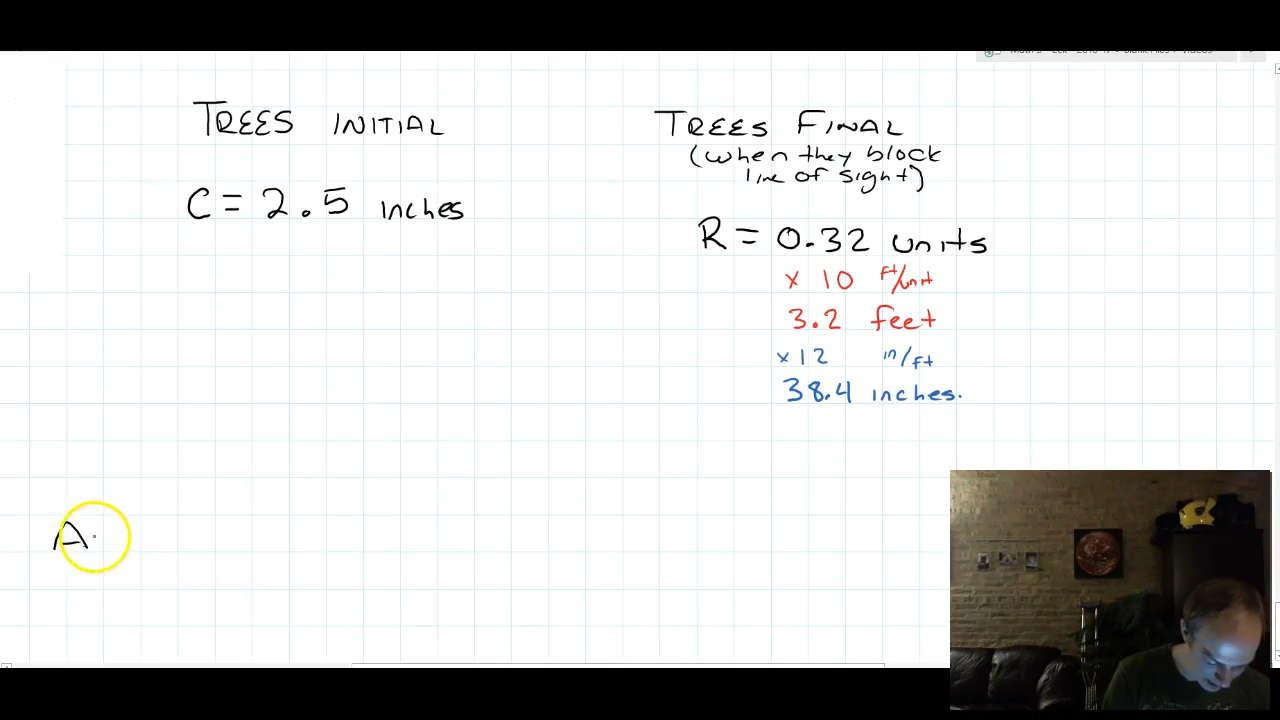 TREES INITIAL
C = 2.5 inches
TREES FINAL
(when they block
line of sight)
R = 0.32 units
x 10 ft/unit
3.2 feet
x12 in/ft
38.4 inches.
A